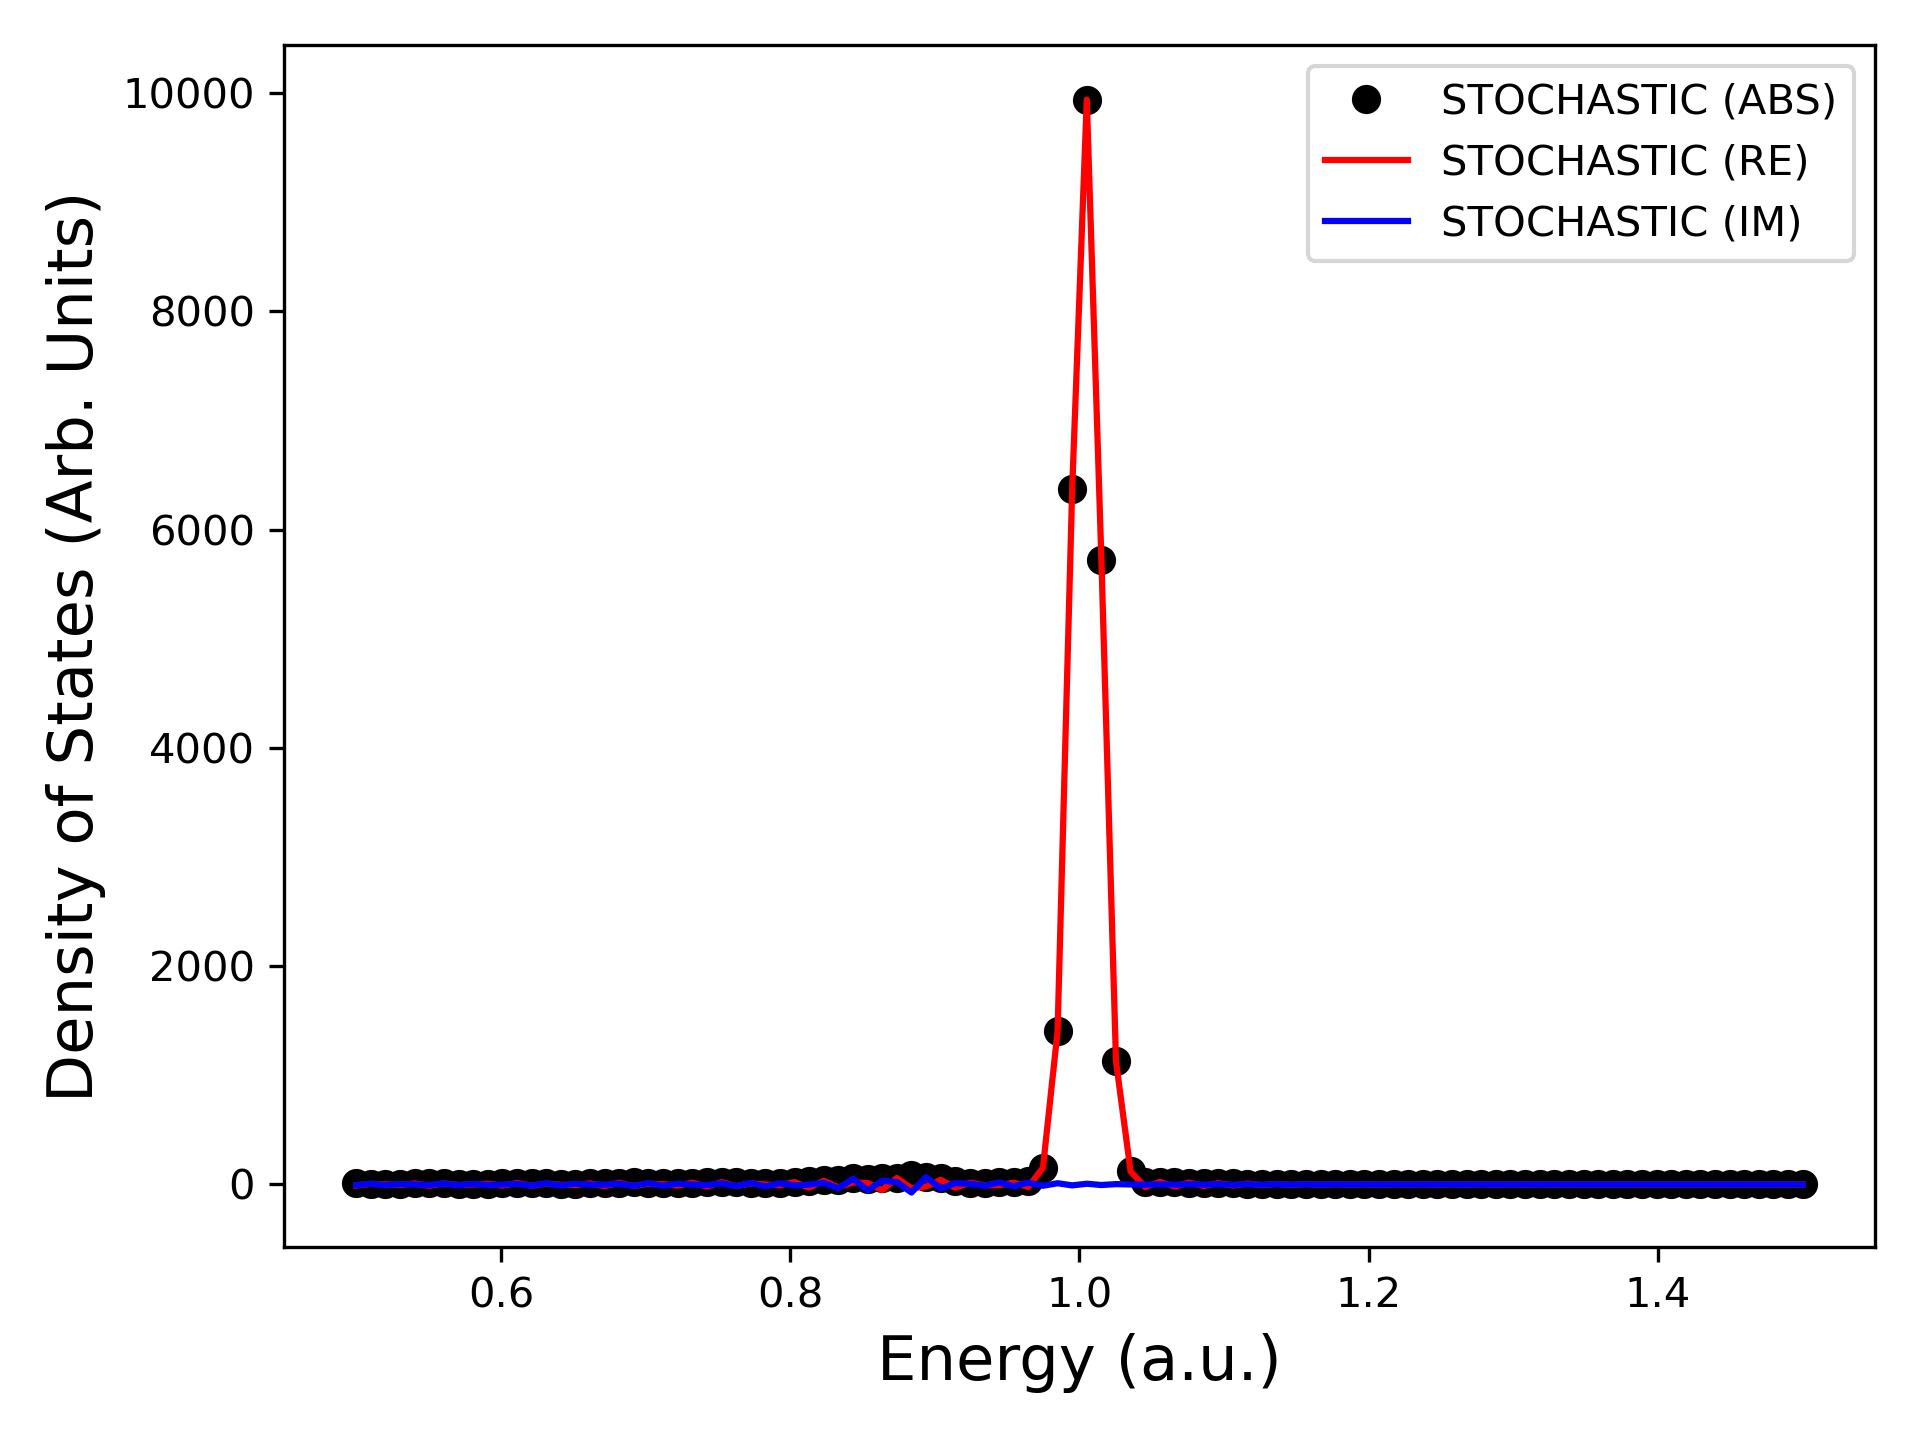 STOCHASTIC (ABS)
STOCHASTIC (RE)
STOCHASTIC (IM)
Density of States (Arb. Units)
10000
8000
6000
4000
2000
0
0.6 0.8 1.0 1.2 1.4
Energy (a.u.)